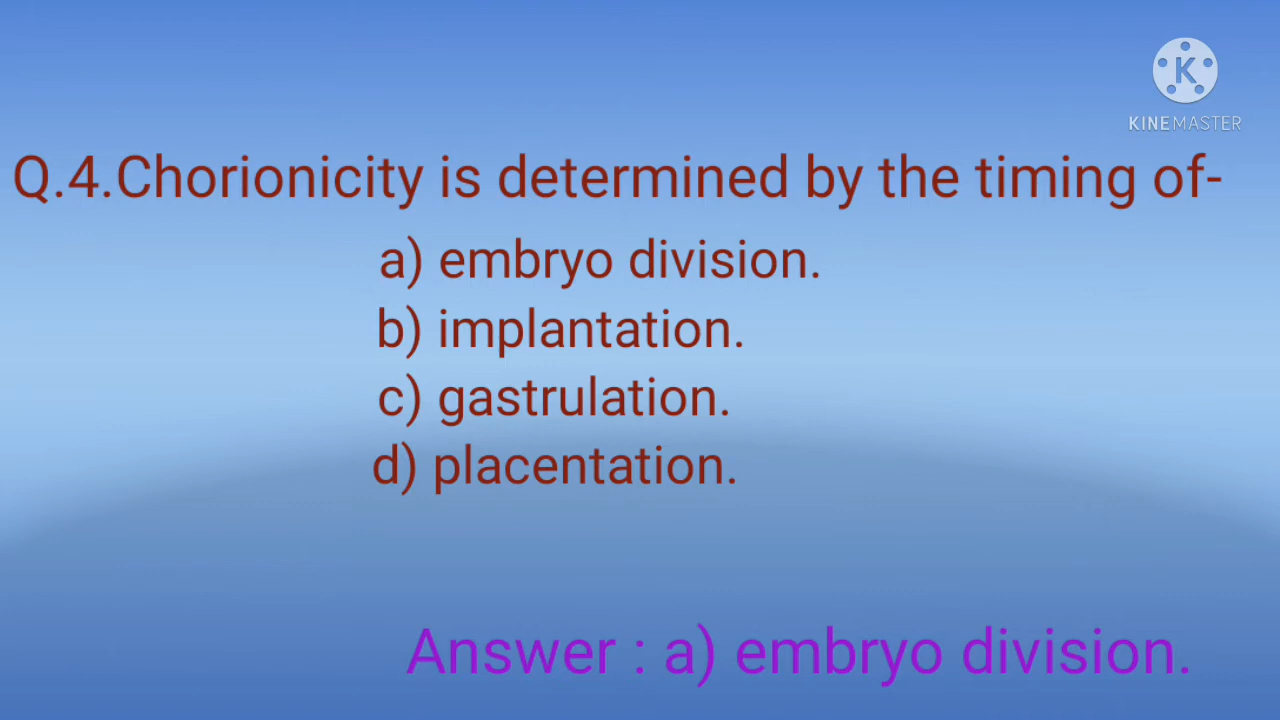 KINEMASTER
Q.4.Chorionicity is determined by the timing of-
a) embryo division.
b) implantation.
c) gastrulation.
d) placentation.
Answer : a) embryo division.